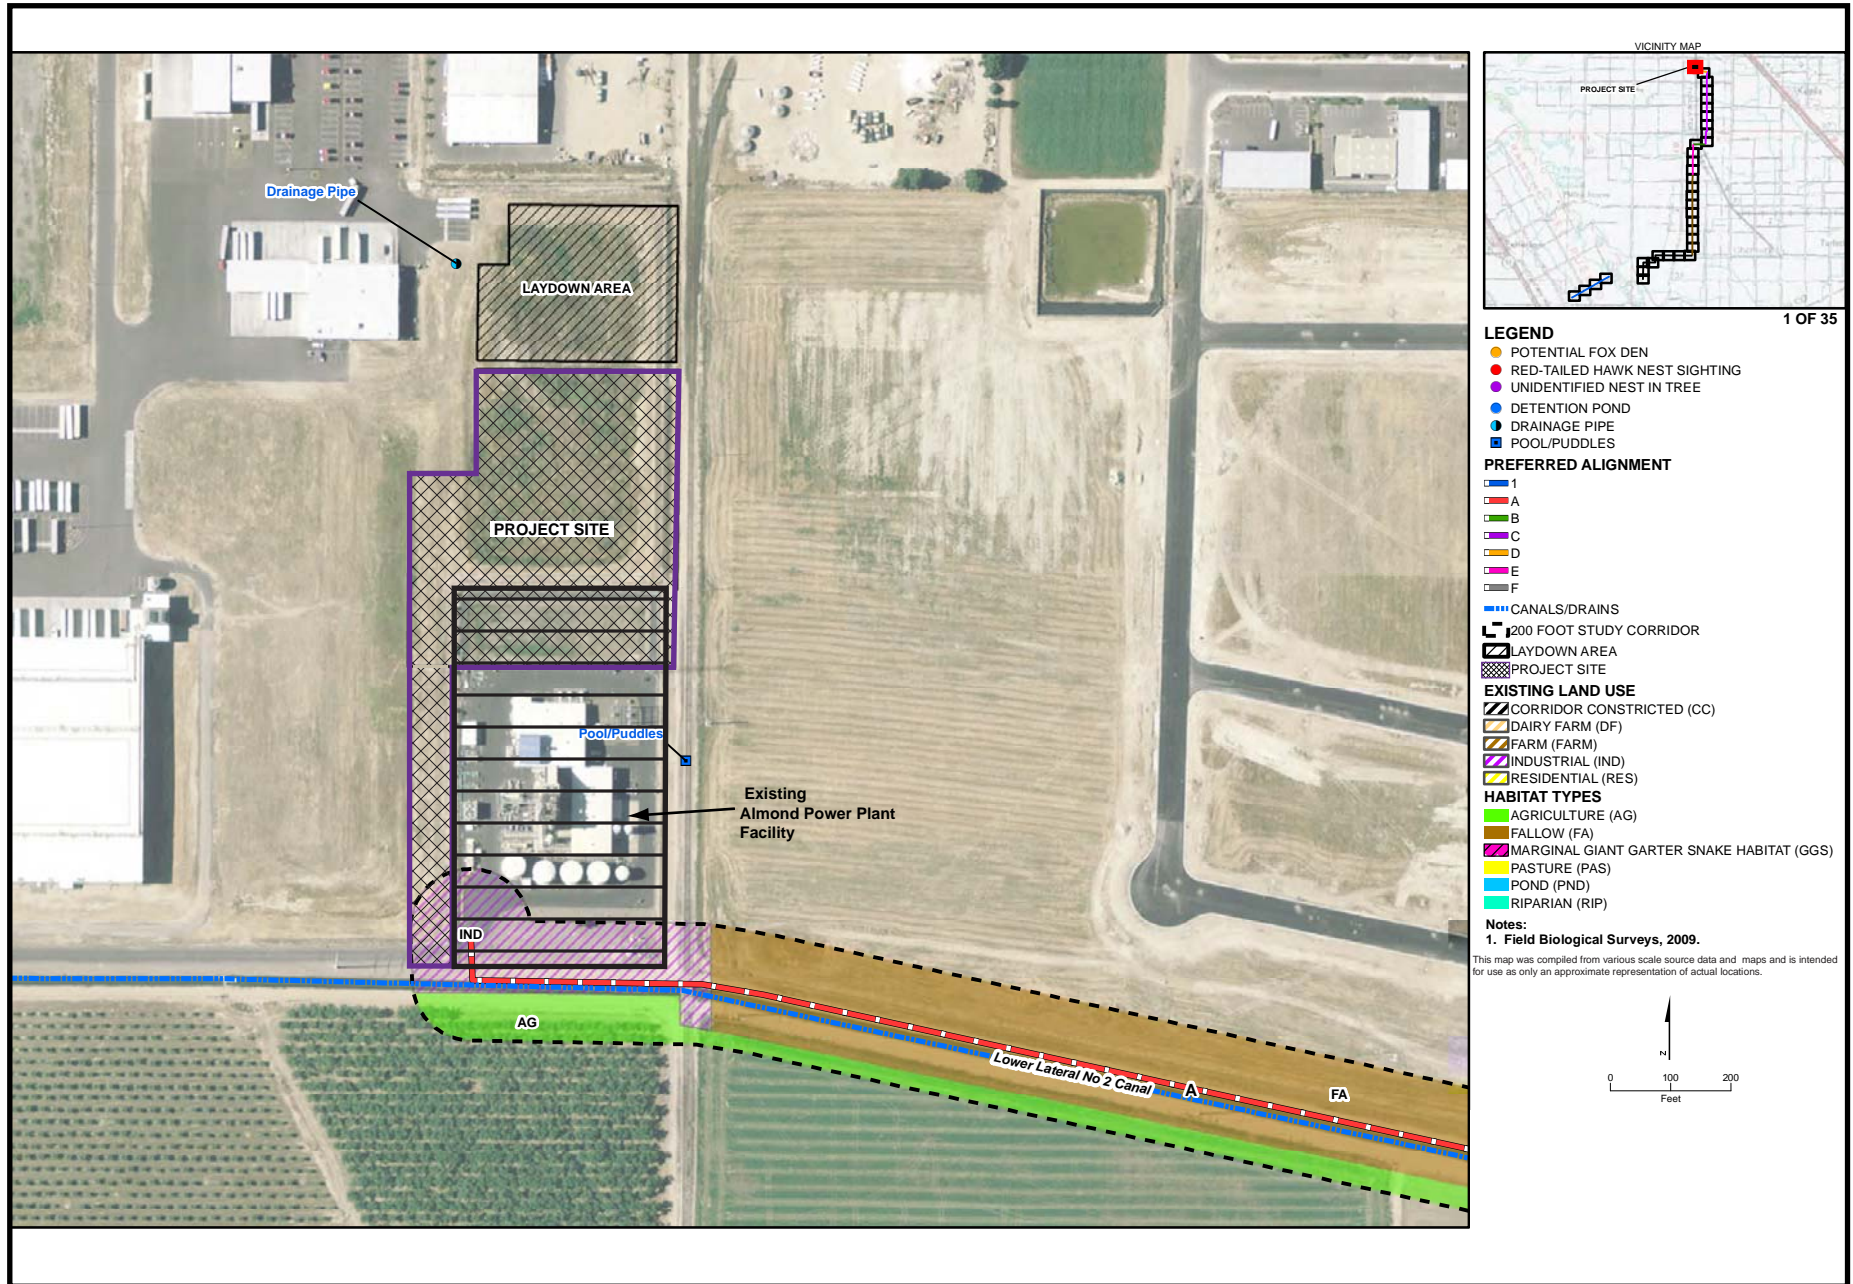 Drainage Pipe
LAYDOWN AREA
PROJECT SITE
Pool/Puddles
Existing
Almond Power Plant
Facility
IND
AG
Lower Lateral No 2 Canal
A
FA
VICINITY MAP
PROJECT SITE
1 OF 35
LEGEND
POTENTIAL FOX DEN
RED-TAILED HAWK NEST SIGHTING
UNIDENTIFIED NEST IN TREE
DETENTION POND
DRAINAGE PIPE
POOL/PUDDLES
PREFERRED ALIGNMENT
1
A
B
C
D
E
F
CANALS/DRAINS
200 FOOT STUDY CORRIDOR
LAYDOWN AREA
PROJECT SITE
EXISTING LAND USE
CORRIDOR CONSTRICTED (CC)
DAIRY FARM (DF)
FARM (FARM)
INDUSTRIAL (IND)
RESIDENTIAL (RES)
HABITAT TYPES
AGRICULTURE (AG)
FALLOW (FA)
MARGINAL GIANT GARTER SNAKE HABITAT (GGS)
PASTURE (PAS)
POND (PND)
RIPARIAN (RIP)
Notes:
1. Field Biological Surveys, 2009.
This map was compiled from various scale source data and maps and is intended
for use as only an approximate representation of actual locations.
N
0 100 200
Feet